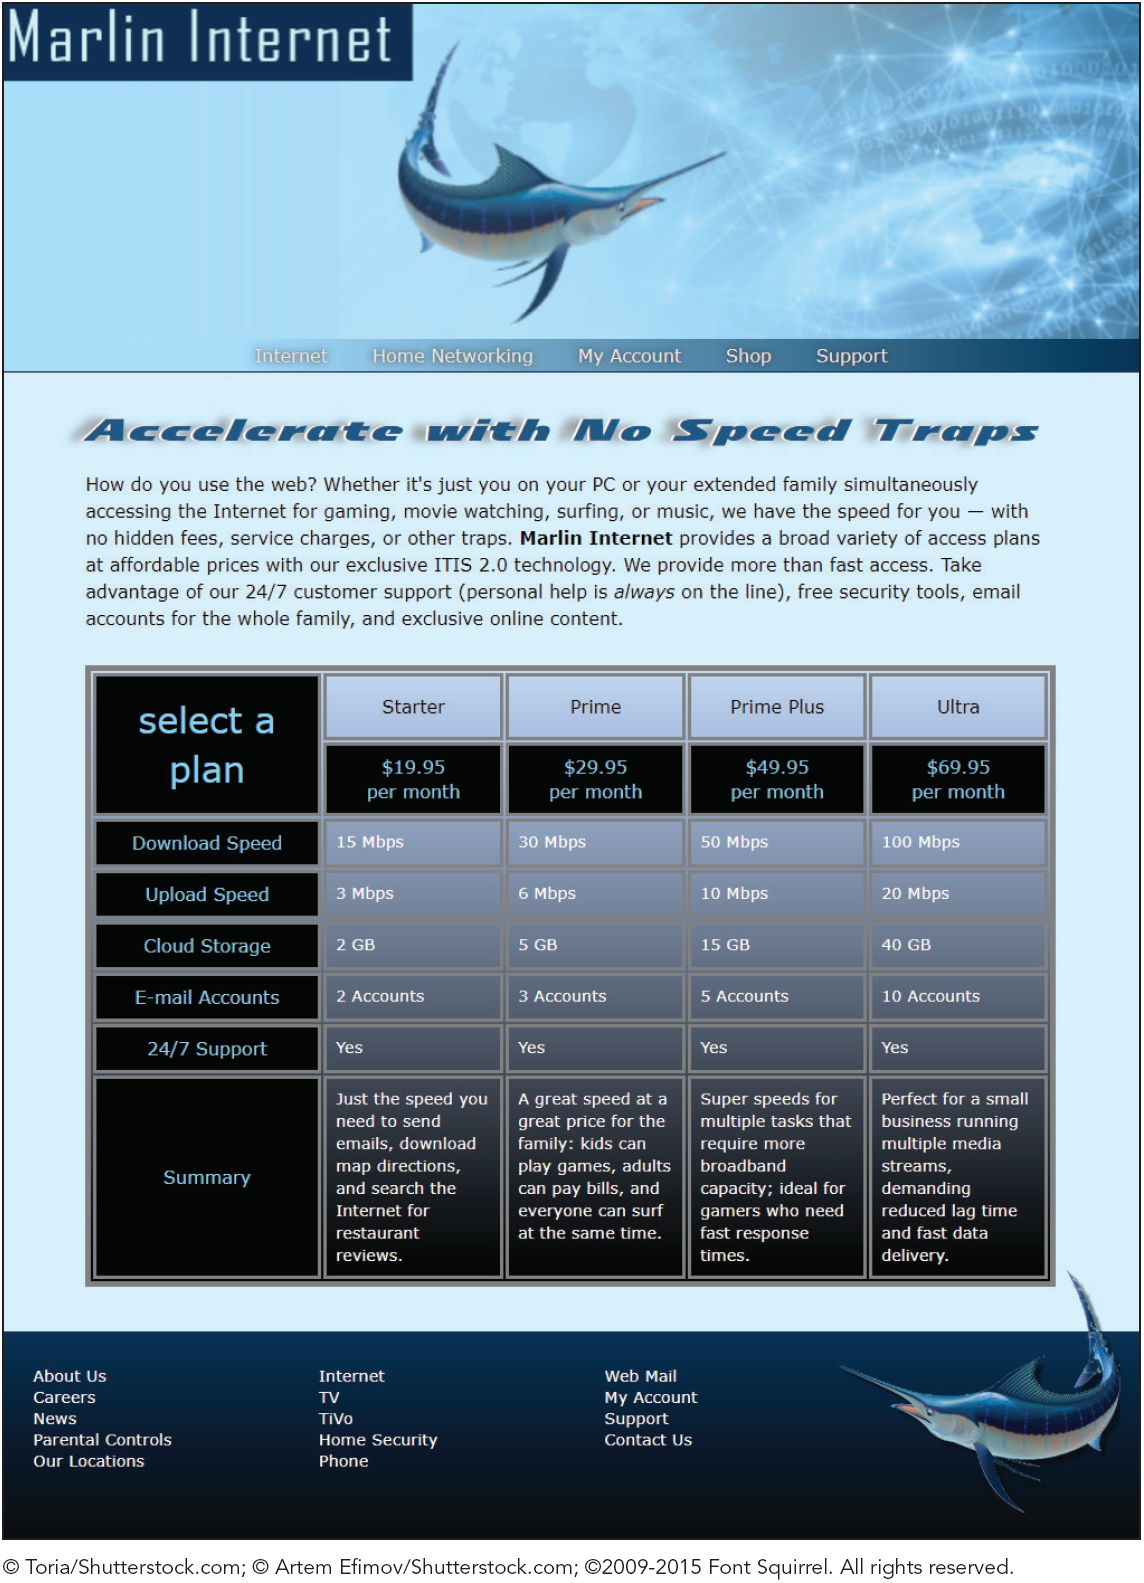 Marlin Internet
Internet Home Networking My Account Shop Support
Accelerate with No Speed Traps
How do you use the web? Whether it's just you on your PC or your extended family simultaneously
accessing the Internet for gaming, movie watching, surfing, or music, we have the speed for you — with
no hidden fees, service charges, or other traps. Marlin Internet provides a broad variety of access plans
at affordable prices with our exclusive ITIS 2.0 technology. We provide more than fast access. Take
advantage of our 24/7 customer support (personal help is always on the line), free security tools, email
accounts for the whole family, and exclusive online content.
select a
plan
Starter Prime Prime Plus Ultra
$19.95 $29.95 $49.95 $69.95
per month per month per month per month
Download Speed 15 Mbps 30 Mbps 50 Mbps 100 Mbps
Upload Speed 3 Mbps 6 Mbps 10 Mbps 20 Mbps
Cloud Storage 2 GB 5 GB 15 GB 40 GB
E-mail Accounts 2 Accounts 3 Accounts 5 Accounts 10 Accounts
24/7 Support Yes Yes Yes Yes
Summary
Just the speed you
need to send
emails, download
map directions,
and search the
Internet for
restaurant
reviews.
A great speed at a
great price for the
family: kids can
play games, adults
can pay bills, and
everyone can surf
at the same time.
Super speeds for
multiple tasks that
require more
broadband
capacity; ideal for
gamers who need
fast response
times.
Perfect for a small
business running
multiple media
streams,
demanding
reduced lag time
and fast data
delivery.
About Us
Careers
News
Parental Controls
Our Locations
Internet
TV
TiVo
Home Security
Phone
Web Mail
My Account
Support
Contact Us
© Toria/Shutterstock.com; © Artem Efimov/Shutterstock.com; ©2009-2015 Font Squirrel. All rights reserved.